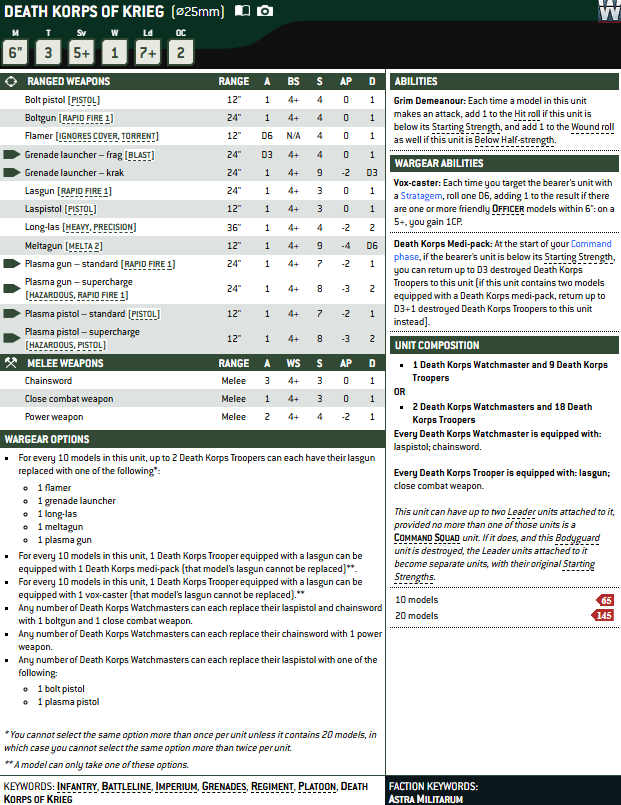 DEATH KORPS OF KRIEG (⌀25mm)
W
M T Sv W Ld OC
6" 3 5+ 1 7+ 2
RANGED WEAPONS RANGE A BS S AP D
Bolt pistol [PISTOL] 12" 1 4+ 4 0 1
Boltgun [RAPID FIRE 1] 24" 1 4+ 4 0 1
Flamer [IGNORES COVER, TORRENT] 12" D6 N/A 4 0 1
Grenade launcher – frag [BLAST] 24" D3 4+ 4 0 1
Grenade launcher – krak 24" 1 4+ 9 -2 D3
Lasgun [RAPID FIRE 1] 24" 1 4+ 3 0 1
Laspistol [PISTOL] 12" 1 4+ 3 0 1
Long-las [HEAVY, PRECISION] 36" 1 4+ 4 -2 2
Meltagun [MELTA 2] 12" 1 4+ 9 -4 D6
Plasma gun – standard [RAPID FIRE 1] 24" 1 4+ 7 -2 1
Plasma gun – supercharge
[HAZARDOUS, RAPID FIRE 1] 24" 1 4+ 8 -3 2
Plasma pistol – standard [PISTOL] 12" 1 4+ 7 -2 1
Plasma pistol – supercharge
[HAZARDOUS, PISTOL] 12" 1 4+ 8 -3 2
MELEE WEAPONS RANGE A WS S AP D
Chainsword Melee 3 4+ 3 0 1
Close combat weapon Melee 1 4+ 3 0 1
Power weapon Melee 2 4+ 4 -2 1
WARGEAR OPTIONS
▪ For every 10 models in this unit, up to 2 Death Korps Troopers can each have their lasgun
replaced with one of the following*:
○ 1 flamer
○ 1 grenade launcher
○ 1 long-las
○ 1 meltagun
○ 1 plasma gun
▪ For every 10 models in this unit, 1 Death Korps Trooper equipped with a lasgun can be
equipped with 1 Death Korps medi-pack (that model's lasgun cannot be replaced)**.
▪ For every 10 models in this unit, 1 Death Korps Trooper equipped with a lasgun can be
equipped with 1 vox-caster (that model's lasgun cannot be replaced).**
▪ Any number of Death Korps Watchmasters can each replace their laspistol and chainsword
with 1 boltgun and 1 close combat weapon.
▪ Any number of Death Korps Watchmasters can each replace their chainsword with 1 power
weapon.
▪ Any number of Death Korps Watchmasters can each replace their laspistol with one of the
following:
○ 1 bolt pistol
○ 1 plasma pistol
* You cannot select the same option more than once per unit unless it contains 20 models, in
which case you cannot select the same option more than twice per unit.
** A model can only take one of these options.
ABILITIES
Grim Demeanour: Each time a model in this unit
makes an attack, add 1 to the Hit roll if this unit is
below its Starting Strength, and add 1 to the Wound roll
as well if this unit is Below Half-strength.
WARGEAR ABILITIES
Vox-caster: Each time you target the bearer's unit with
a Stratagem, roll one D6, adding 1 to the result if there
are one or more friendly OFFICER models within 6": on a
5+, you gain 1CP.
Death Korps Medi-pack: At the start of your Command
phase, if the bearer's unit is below its Starting Strength,
you can return up to D3 destroyed Death Korps
Troopers to this unit (if this unit contains two models
equipped with a Death Korps medi-pack, return up to
D3+1 destroyed Death Korps Troopers to this unit
instead).
UNIT COMPOSITION
▪ 1 Death Korps Watchmaster and 9 Death Korps
Troopers
OR
▪ 2 Death Korps Watchmasters and 18 Death
Korps Troopers
Every Death Korps Watchmaster is equipped with:
laspistol; chainsword.
Every Death Korps Trooper is equipped with: lasgun;
close combat weapon.
This unit can have up to two Leader units attached to it,
provided no more than one of those units is a
COMMAND SQUAD unit. If it does, and this Bodyguard
unit is destroyed, the Leader units attached to it
become separate units, with their original Starting
Strengths.
10 models 65
20 models 145
KEYWORDS: INFANTRY, BATTLELINE, IMPERIUM, GRENADES, REGIMENT, PLATOON, DEATH
KORPS OF KRIEG
FACTION KEYWORDS:
ASTRA MILITARUM